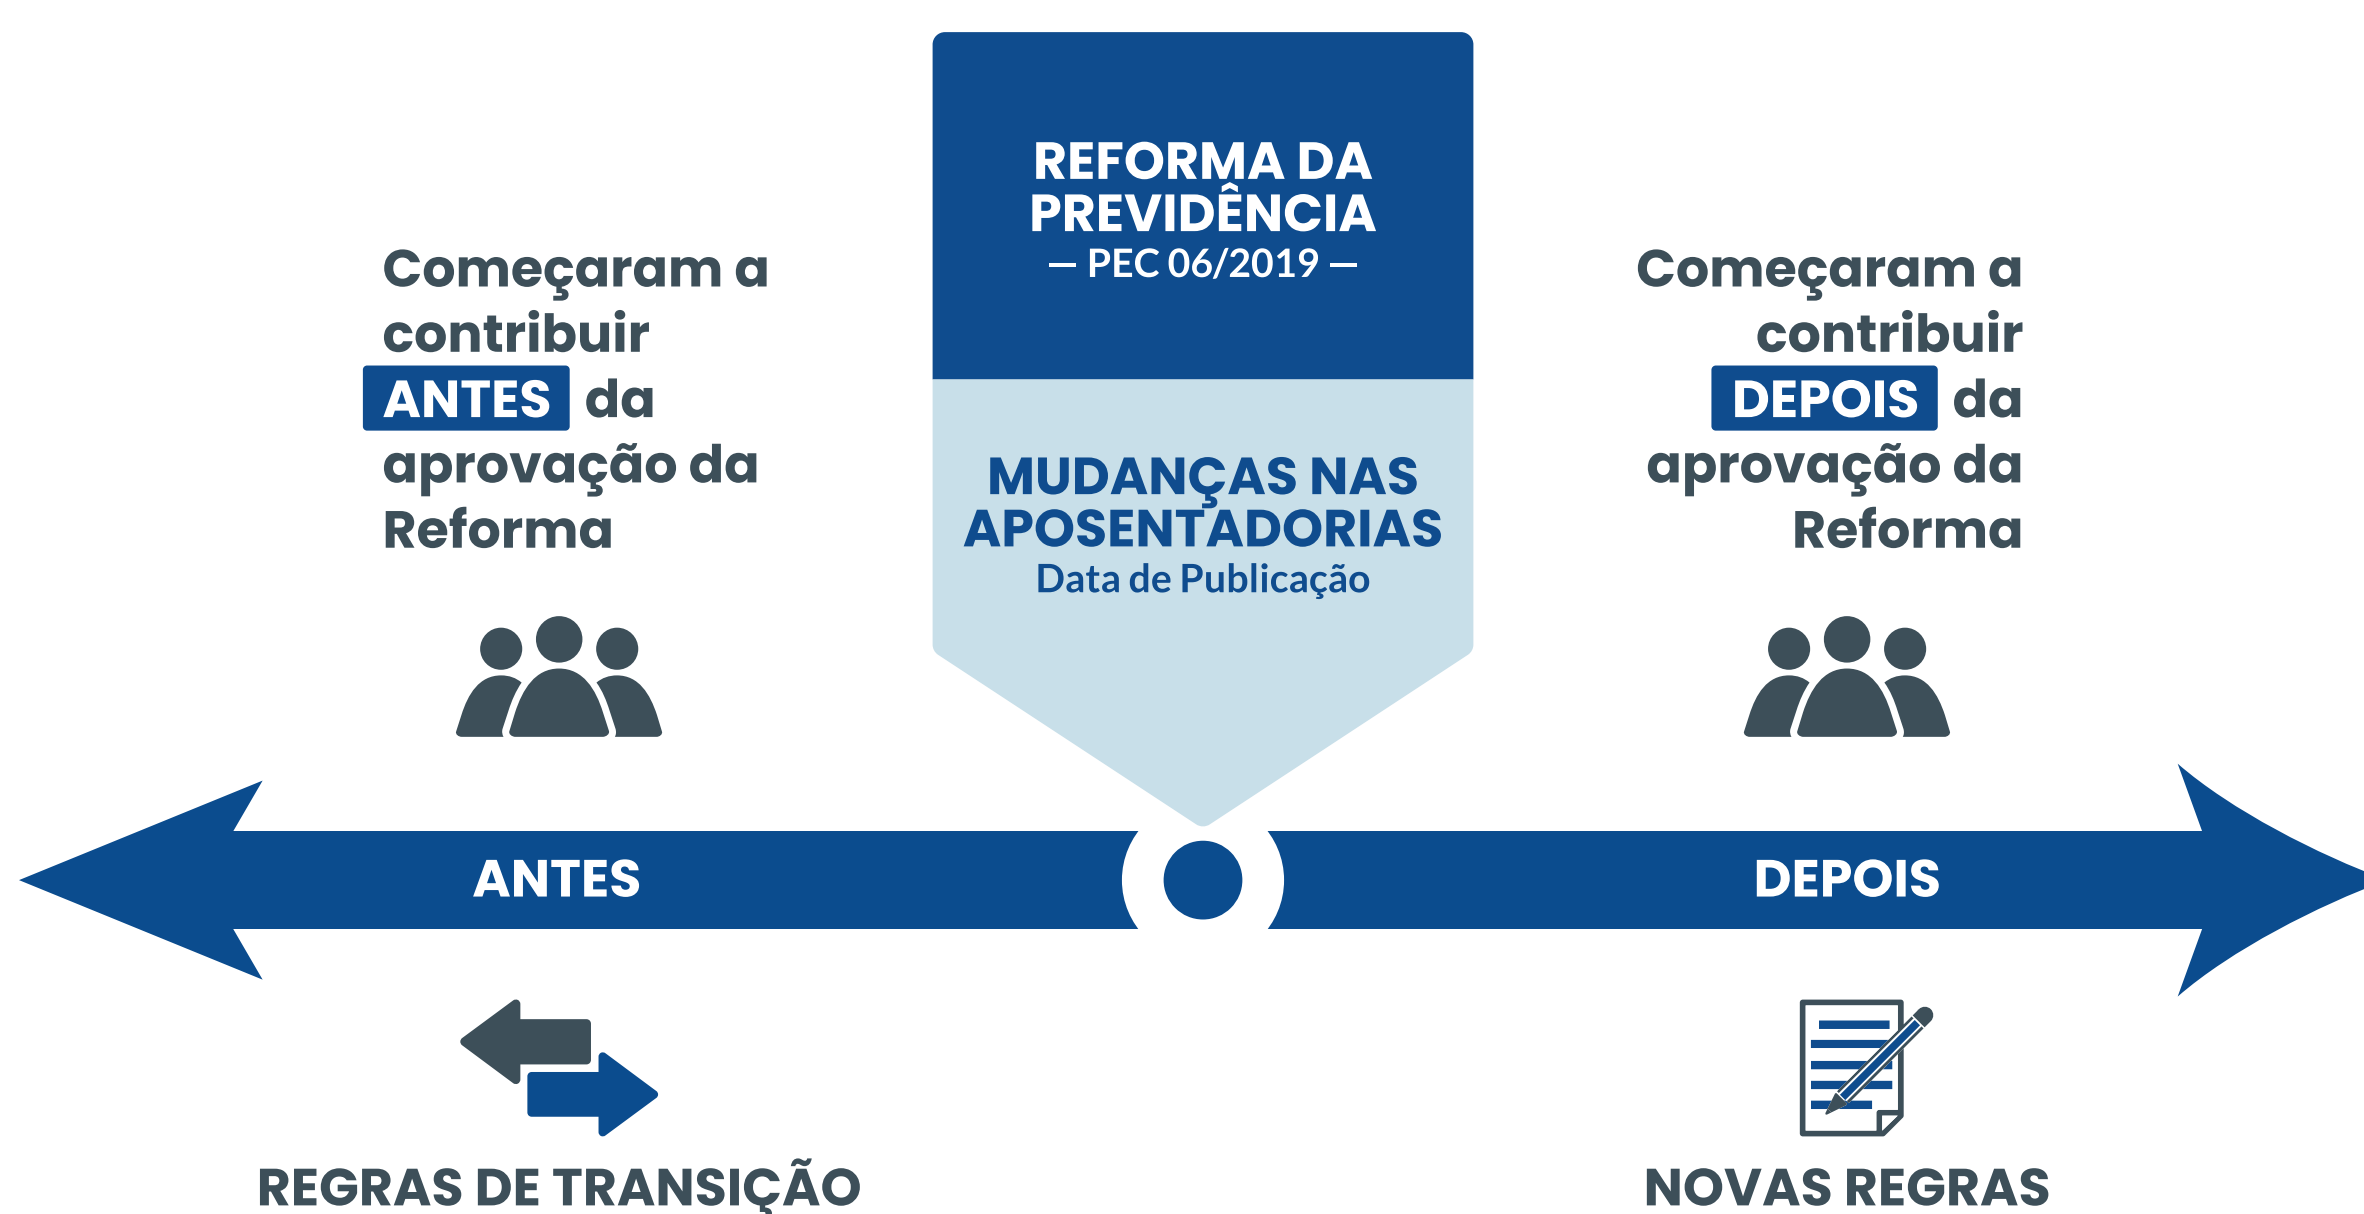 REFORMA DA
PREVIDÊNCIA
— PEC 06/2019 —
MUDANÇAS NAS
APOSENTADORIAS
Data de Publicação
Começaram a
contribuir
ANTES da
aprovação da
Reforma
Começaram a
contribuir
DEPOIS da
aprovação da
Reforma
ANTES
DEPOIS
REGRAS DE TRANSIÇÃO
NOVAS REGRAS